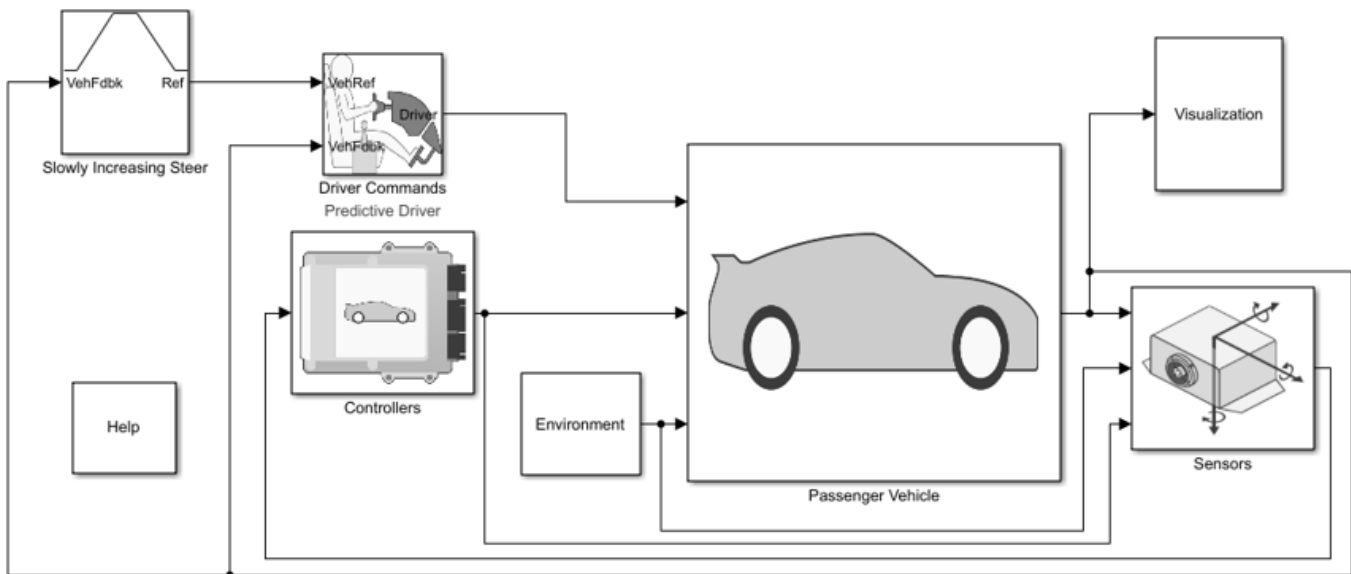 VehFdbk
Ref
Slowly Increasing Steer
VehRef
Driver
VehFdbk
Driver Commands
Predictive Driver
Visualization
Controllers
Help
Environment
Passenger Vehicle
Sensors